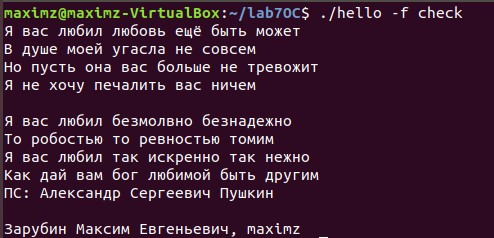 maximz@maximz-VirtualBox:~/lab7OC$ ./hello -f check
Я вас любил любовь ещё быть может
В душе моей угасла не совсем
Но пусть она вас больше не тревожит
Я не хочу печалить вас ничем

Я вас любил безмолвно безнадежно
То робостью то ревностью томим
Я вас любил так искренно так нежно
Как дай вам бог любимой быть другим
ПС: Александр Сергеевич Пушкин

Зарубин Максим Евгеньевич, maximz